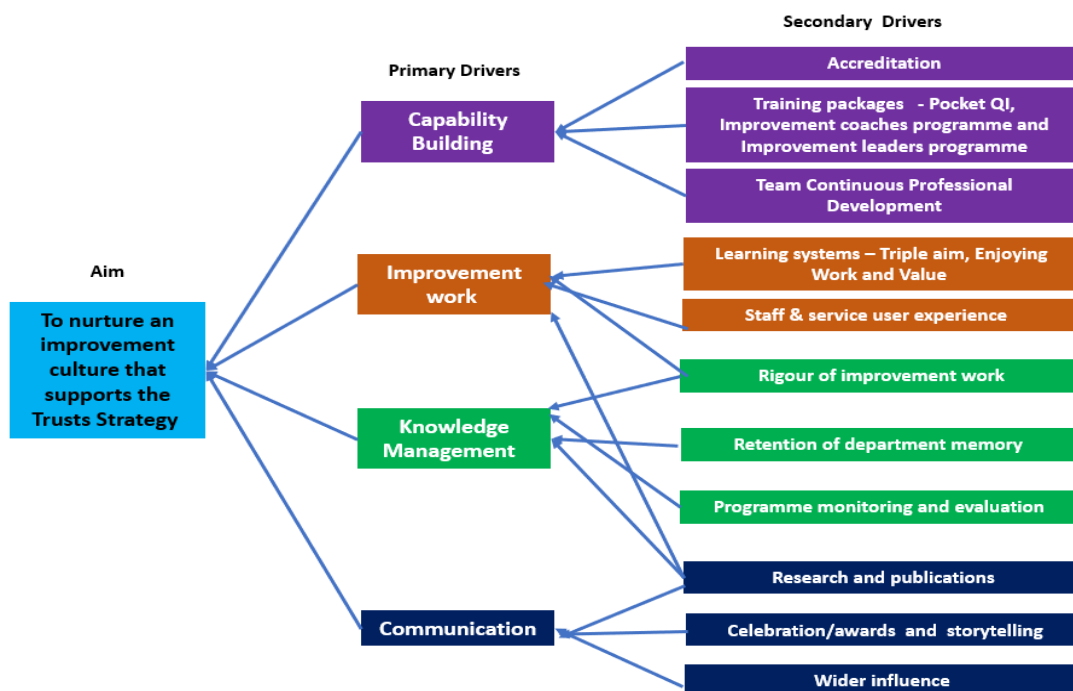 Secondary Drivers
Primary Drivers
Aim
To nurture an
improvement
culture that
supports the
Trusts Strategy
Capability
Building
Improvement
work
Knowledge
Management
Communication
Accreditation
Training packages - Pocket QI,
Improvement coaches programme and
Improvement leaders programme
Team Continuous Professional
Development
Learning systems – Triple aim, Enjoying
Work and Value
Staff & service user experience
Rigour of improvement work
Retention of department memory
Programme monitoring and evaluation
Research and publications
Celebration/awards and storytelling
Wider influence